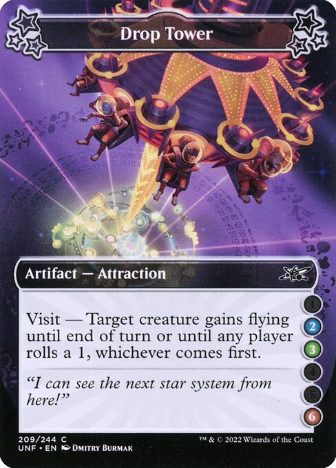 Drop Tower
Artifact — Attraction
Visit — Target creature gains flying
until end of turn or until any player
rolls a 1, whichever comes first.
“I can see the next star system from
here!”
1
2
3
4
5
6
209/244 C
UNF • EN Dmitry Burmak
™ & © 2022 Wizards of the Coast